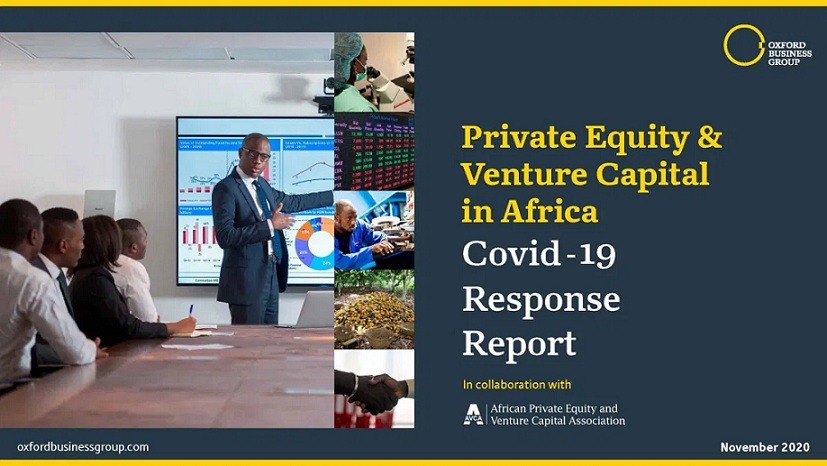 OXFORD
BUSINESS
GROUP
Private Equity &
Venture Capital
in Africa
Covid-19
Response
Report
In collaboration with
AVCA
African Private Equity and
Venture Capital Association
oxfordbusinessgroup.com
November 2020